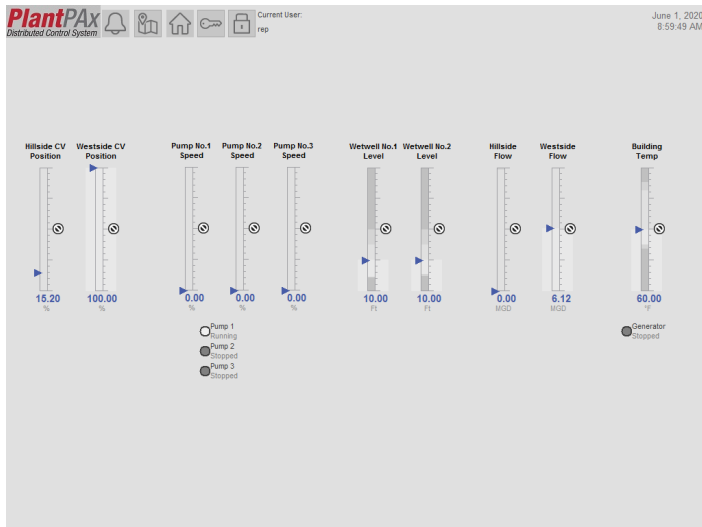 PlantPAx
Distributed Control System
Current User:
rep
June 1, 2020
8:59:49 AM
Hillside CV Position
Westside CV Position
Pump No.1 Speed
Pump No.2 Speed
Pump No.3 Speed
Wetwell No.1 Level
Wetwell No.2 Level
Hillside Flow
Westside Flow
Building Temp
15.20 %
100.00 %
0.00 %
0.00 %
0.00 %
10.00 Ft
10.00 Ft
0.00 MGD
6.12 MGD
60.00 °F
Pump 1
Running
Pump 2
Stopped
Pump 3
Stopped
Generator
Stopped